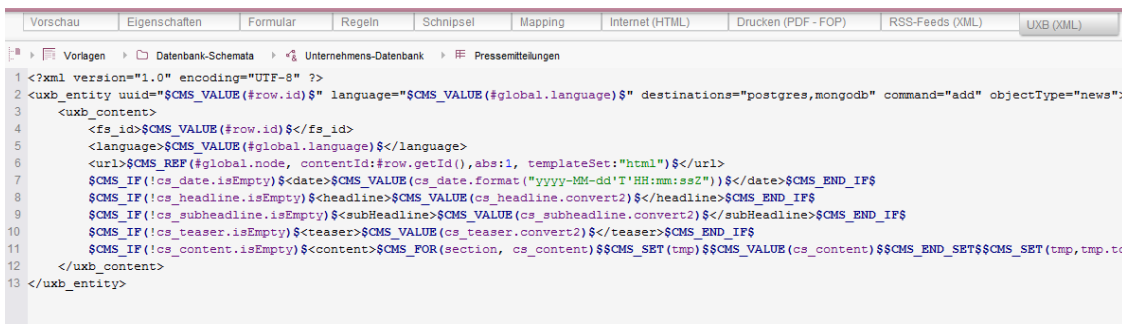 Vorschau Eigenschaften Formular Regeln Schnipsel Mapping Internet (HTML) Drucken (PDF - FOP) RSS-Feeds (XML) UXB (XML)
Vorlagen Datenbank-Schemata Unternehmens-Datenbank Pressemitteilungen
1 <?xml version="1.0" encoding="UTF-8" ?>
2 <uxb_entity uuid="$CMS_VALUE(#row.id)$" language="$CMS_VALUE(#global.language)$" destinations="postgres,mongodb" command="add" objectType="news">
3 <uxb_content>
4 <fs_id>$CMS_VALUE(#row.id)$</fs_id>
5 <language>$CMS_VALUE(#global.language)$</language>
6 <url>$CMS_REF(#global.node, contentId:#row.getId(),abs:1, templateSet:"html")$</url>
7 $CMS_IF(!cs_date.isEmpty)$<date>$CMS_VALUE(cs_date.format("yyyy-MM-dd'T'HH:mm:ssZ"))$</date>$CMS_END_IF$
8 $CMS_IF(!cs_headline.isEmpty)$<headline>$CMS_VALUE(cs_headline.convert2)$</headline>$CMS_END_IF$
9 $CMS_IF(!cs_subheadline.isEmpty)$<subHeadline>$CMS_VALUE(cs_subheadline.convert2)$</subHeadline>$CMS_END_IF$
10 $CMS_IF(!cs_teaser.isEmpty)$<teaser>$CMS_VALUE(cs_teaser.convert2)$</teaser>$CMS_END_IF$
11 $CMS_IF(!cs_content.isEmpty)$<content>$CMS_FOR(section, cs_content)$$CMS_SET(tmp)$$CMS_VALUE(cs_content)$$CMS_END_SET$$CMS_SET(tmp,tmp.to
12 </uxb_content>
13 </uxb_entity>